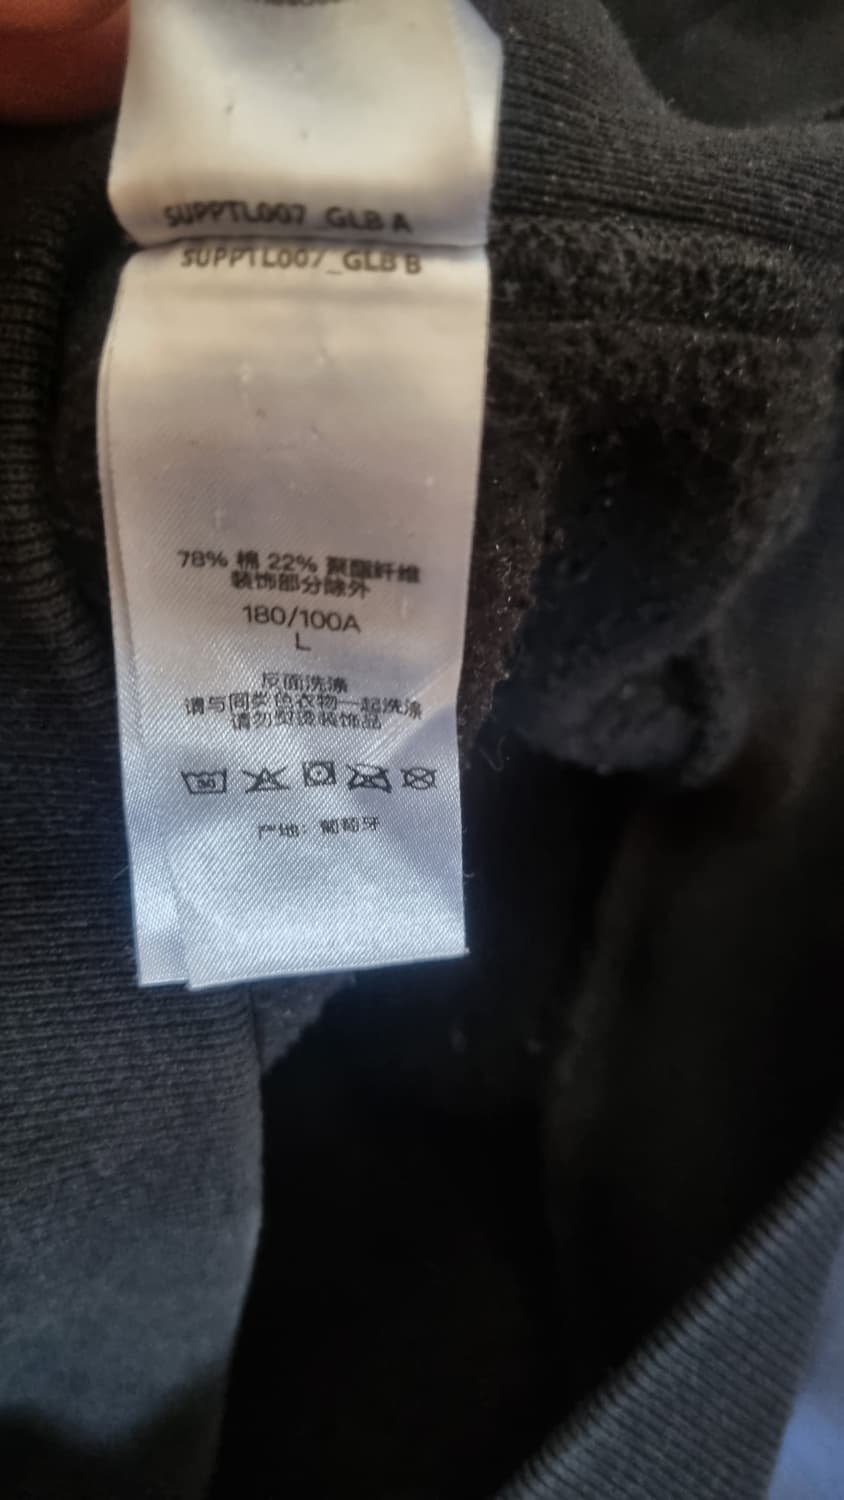 SUPPTL007_GLB A
SUPPTL007_GLB B
78% 棉 22% 聚酯纤维
装饰部分除外
180/100A
L
反面洗涤
请与同类色衣物一起洗涤
请勿熨烫装饰品
30
产地：葡萄牙